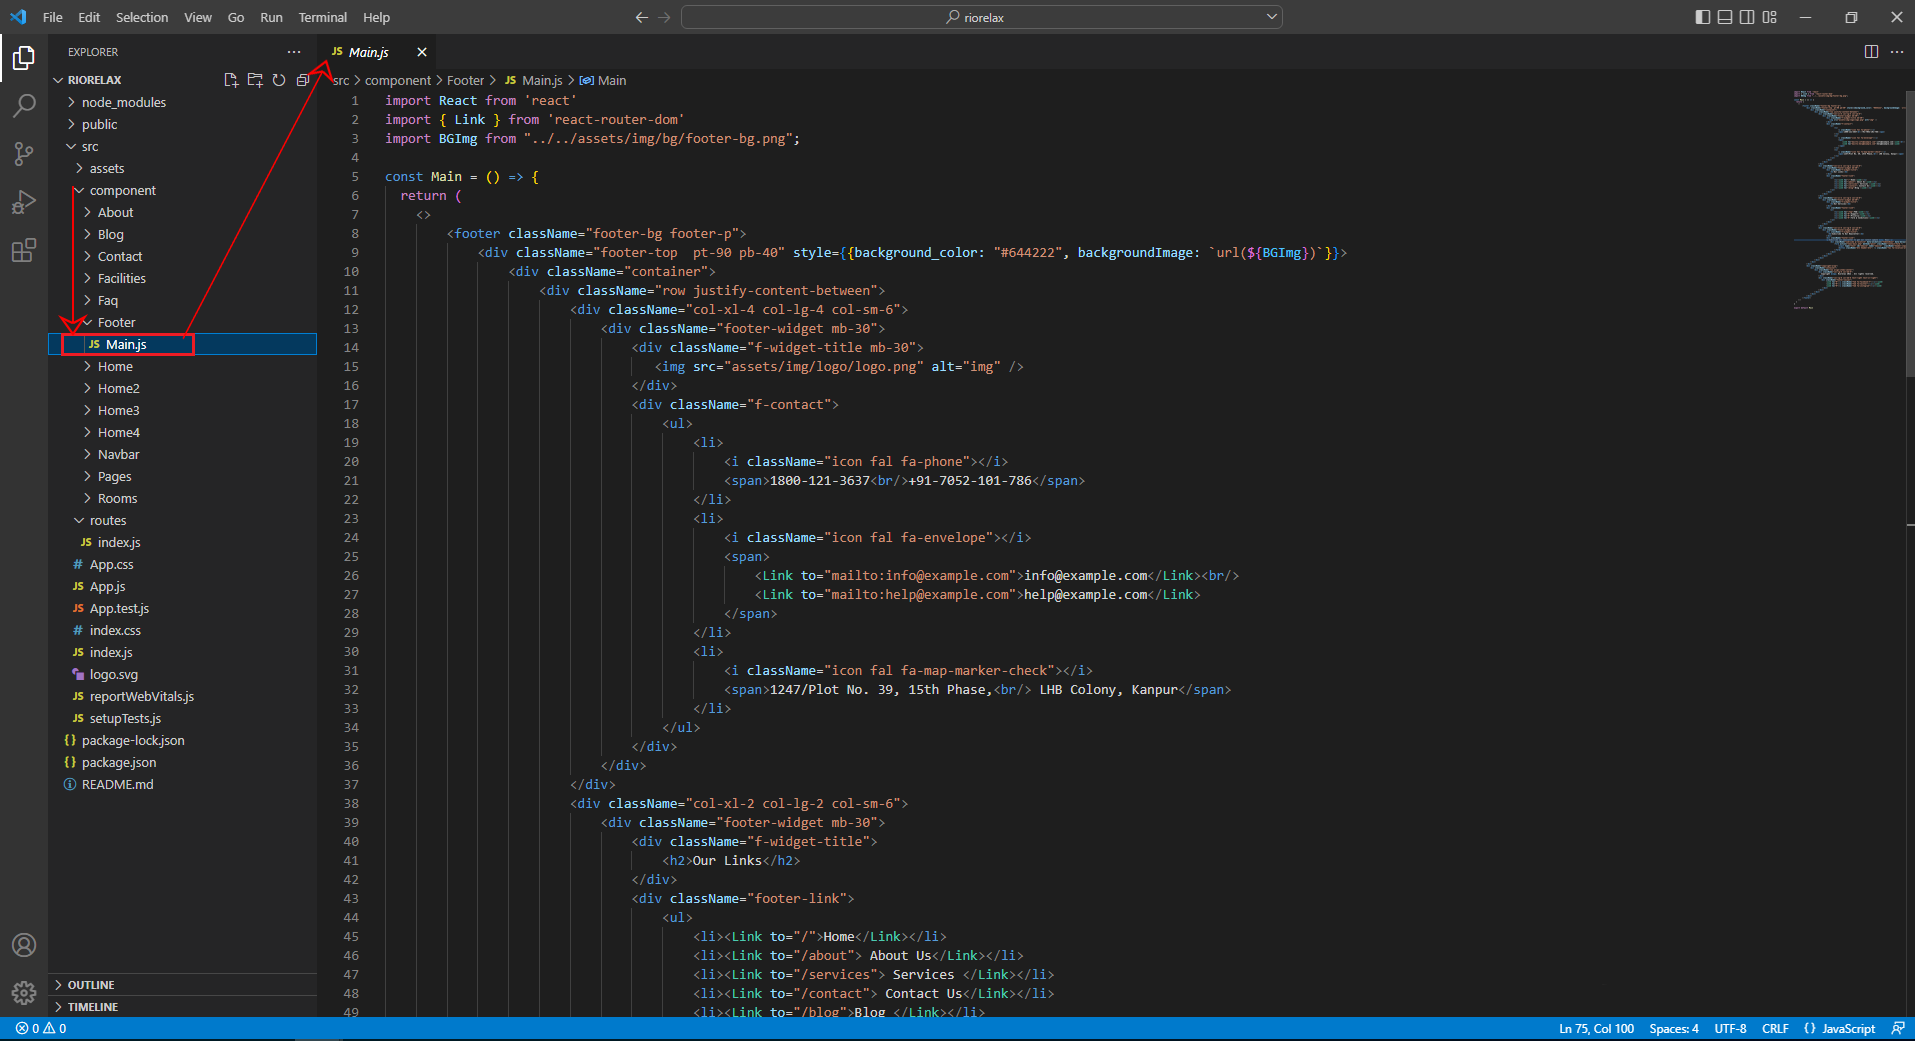 File Edit Selection View Go Run Terminal Help
riorelax
EXPLORER
RIORELAX
node_modules
public
src
assets
component
About
Blog
Contact
Facilities
Faq
Footer
JS Main.js
Home
Home2
Home3
Home4
Navbar
Pages
Rooms
routes
JS index.js
# App.css
JS App.js
JS App.test.js
# index.css
JS index.js
logo.svg
JS reportWebVitals.js
JS setupTests.js
{} package-lock.json
{} package.json
README.md
OUTLINE
TIMELINE
JS Main.js
src > component > Footer > JS Main.js > Main
1 import React from 'react'
2 import { Link } from 'react-router-dom'
3 import BGImg from "../../assets/img/bg/footer-bg.png";
4
5 const Main = () => {
6 return (
7 <>
8 <footer className="footer-bg footer-p">
9 <div className="footer-top  pt-90 pb-40" style={{background_color: "#644222", backgroundImage: `url(${BGImg})`}}>
10 <div className="container">
11 <div className="row justify-content-between">
12 <div className="col-xl-4 col-lg-4 col-sm-6">
13 <div className="footer-widget mb-30">
14 <div className="f-widget-title mb-30">
15 <img src="assets/img/logo/logo.png" alt="img" />
16 </div>
17 <div className="f-contact">
18 <ul>
19 <li>
20 <i className="icon fal fa-phone"></i>
21 <span>1800-121-3637<br/>+91-7052-101-786</span>
22 </li>
23 <li>
24 <i className="icon fal fa-envelope"></i>
25 <span>
26 <Link to="mailto:info@example.com">info@example.com</Link><br/>
27 <Link to="mailto:help@example.com">help@example.com</Link>
28 </span>
29 </li>
30 <li>
31 <i className="icon fal fa-map-marker-check"></i>
32 <span>1247/Plot No. 39, 15th Phase,<br/> LHB Colony, Kanpur</span>
33 </li>
34 </ul>
35 </div>
36 </div>
37 </div>
38 <div className="col-xl-2 col-lg-2 col-sm-6">
39 <div className="footer-widget mb-30">
40 <div className="f-widget-title">
41 <h2>Our Links</h2>
42 </div>
43 <div className="footer-link">
44 <ul>
45 <li><Link to="/">Home</Link></li>
46 <li><Link to="/about"> About Us</Link></li>
47 <li><Link to="/services"> Services </Link></li>
48 <li><Link to="/contact"> Contact Us</Link></li>
49 <li><Link to="/blog">Blog </Link></li>
0 0
Ln 75, Col 100 Spaces: 4 UTF-8 CRLF {} JavaScript